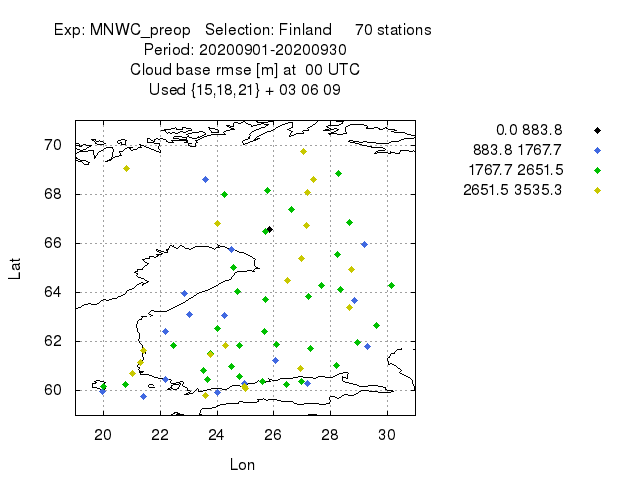 Exp: MNWC_preop   Selection: Finland     70 stations
Period: 20200901-20200930
Cloud base rmse [m] at  00 UTC
Used {15,18,21} + 03 06 09
0.0 883.8
883.8 1767.7
1767.7 2651.5
2651.5 3535.3
70
68
66
64
62
60
Lat
20 22 24 26 28 30
Lon